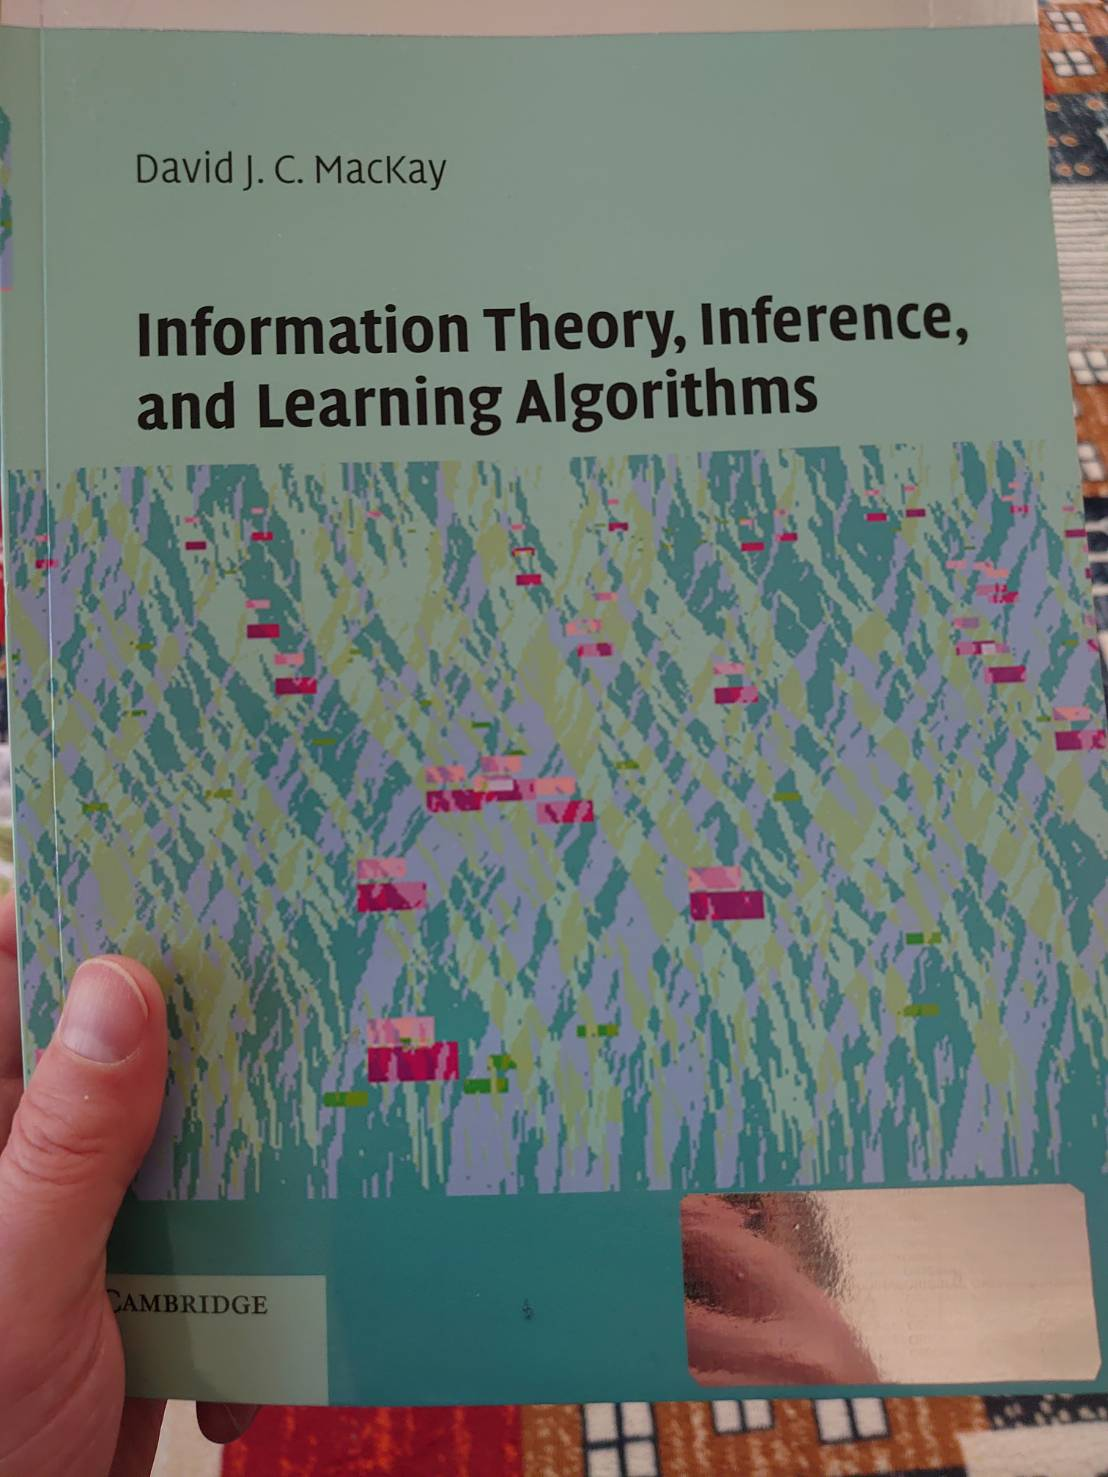 David J. C. MacKay
Information Theory, Inference,
and Learning Algorithms
CAMBRIDGE